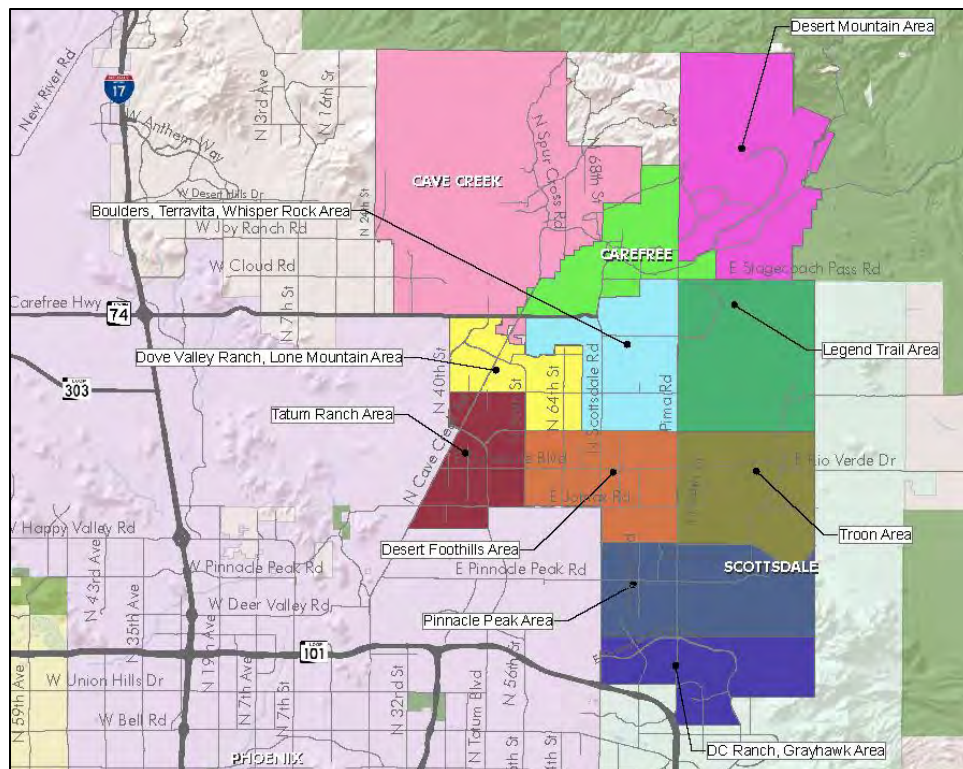 Desert Mountain Area
New River Rd
17
N 3rd Ave
N 16th St
W Anthem Way
N Spur Cross Rd
N 68th St
CAVE CREEK
W Desert Hills Dr
N 24th St
Boulders, Terravita, Whisper Rock Area
W Joy Ranch Rd
CAREFREE
W Cloud Rd
E Stagecoach Pass Rd
N 7th St
Carefree Hwy
74
Legend Trail Area
Dove Valley Ranch, Lone Mountain Area
N 40th St
N 64th St
N Scottsdale Rd
Pima Rd
LOOP
303
Tatum Ranch Area
N Cave
Blvd
E Rio Verde Dr
E Jomax Rd
W Happy Valley Rd
Desert Foothills Area
Troon Area
N 43rd Ave
N 35th Ave
W Pinnacle Peak Rd
E Pinnacle Peak Rd
SCOTTSDALE
W Deer Valley Rd
Pinnacle Peak Area
N 19th Ave
LOOP
101
N 59th Ave
W Union Hills Dr
N 7th Ave
N 7th St
N 32rd St
N Tatum Blvd
N 56th St
W Bell Rd
DC Ranch, Grayhawk Area
PHOENIX